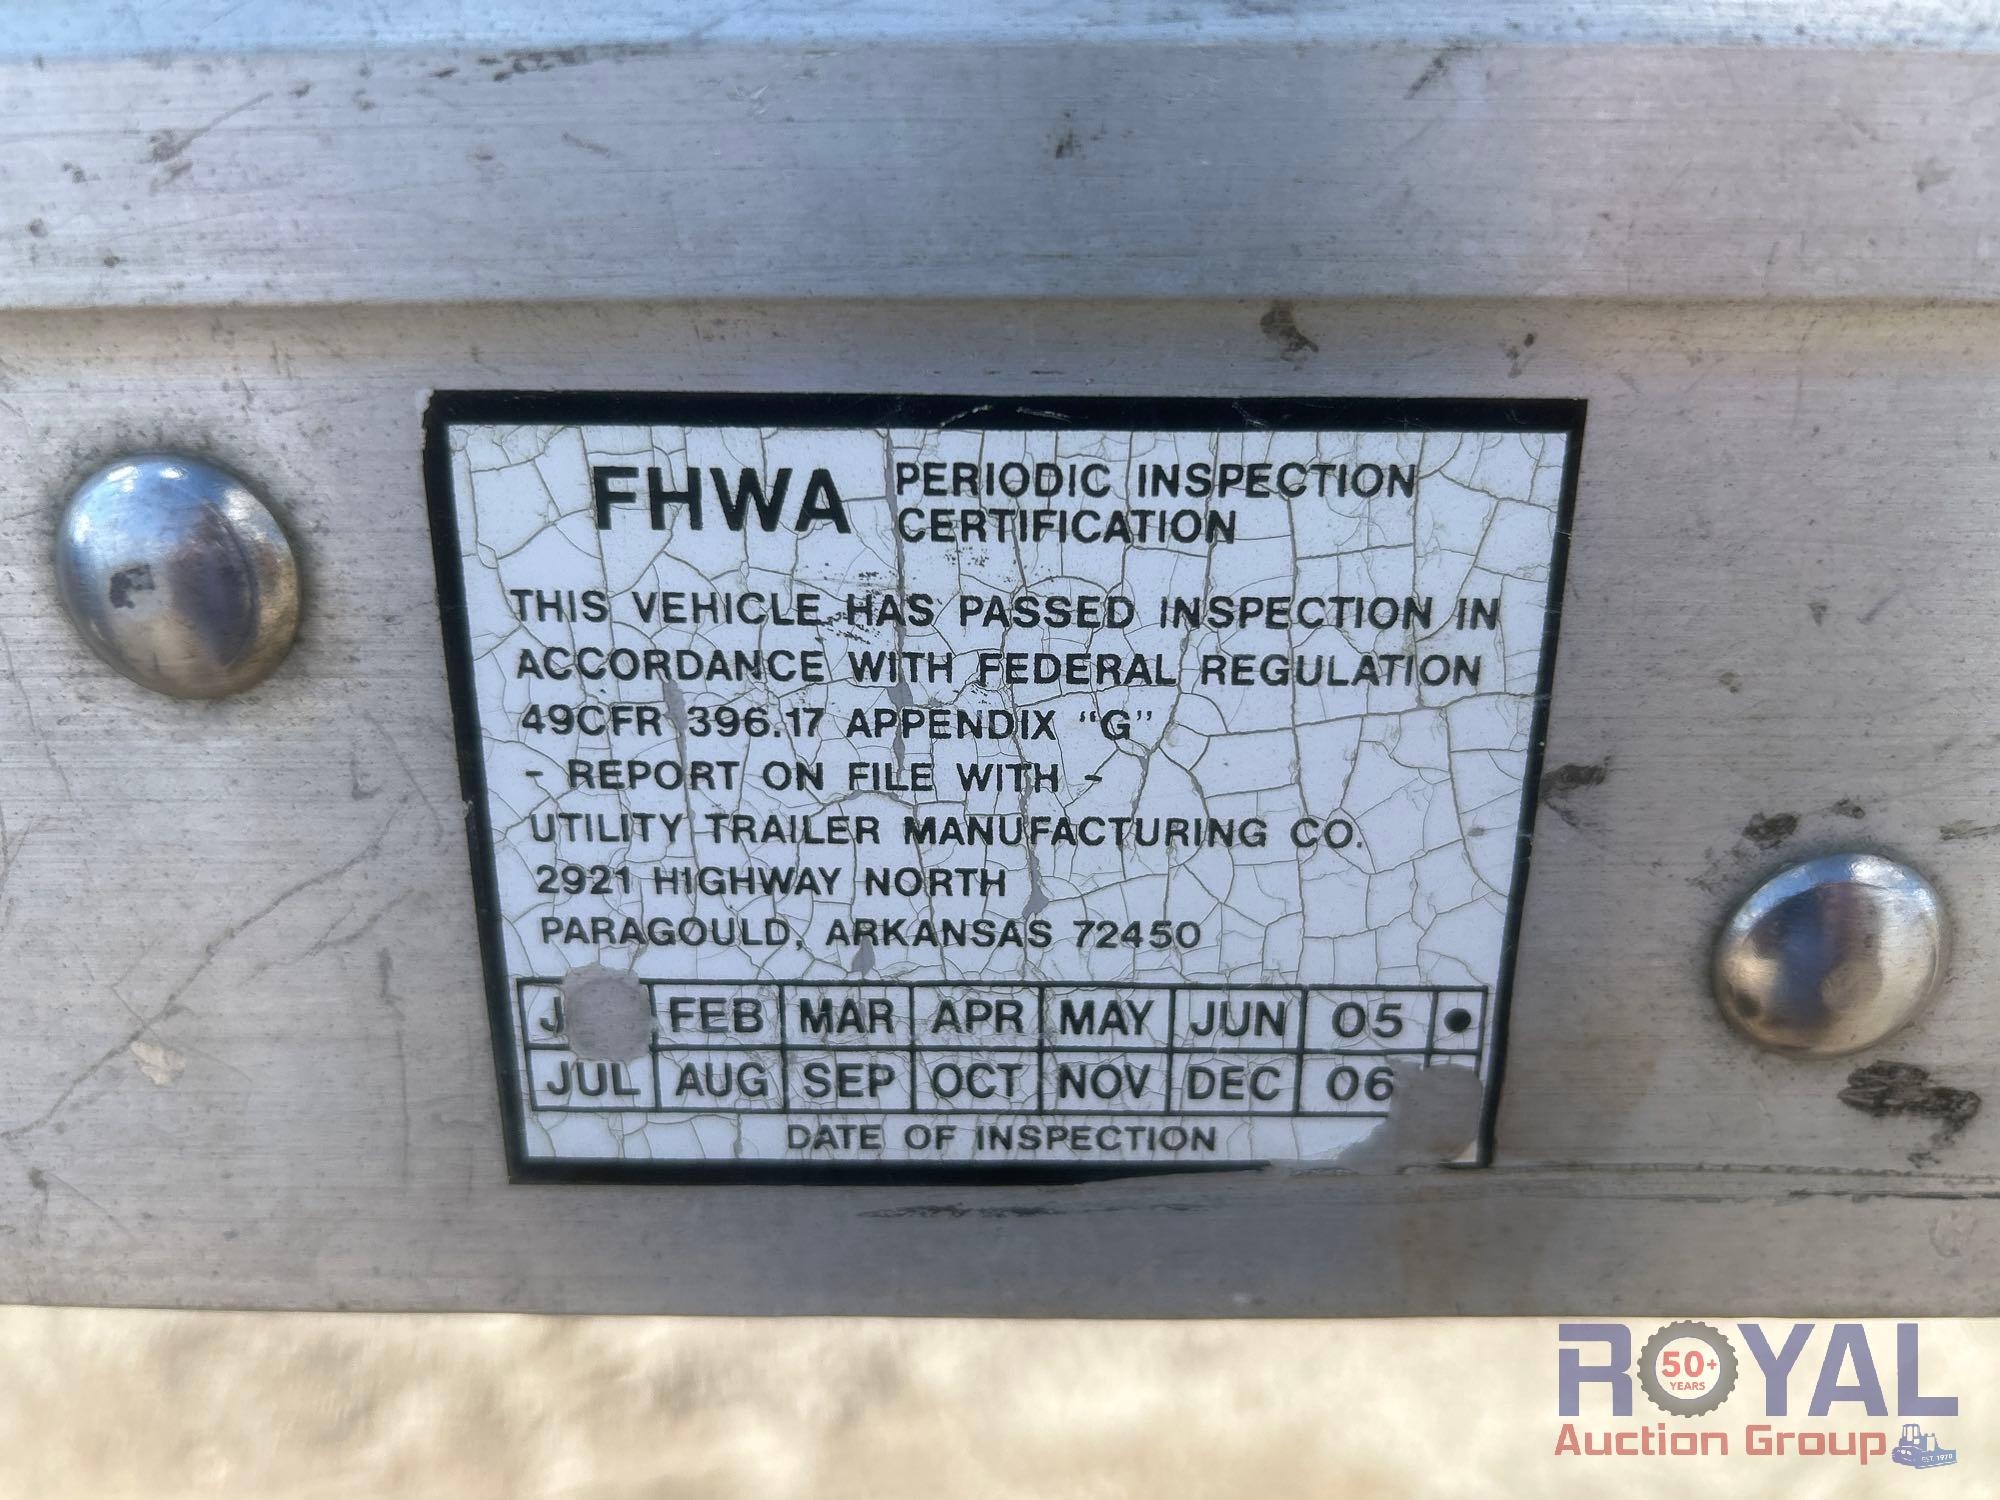 FHWA PERIODIC INSPECTION
CERTIFICATION
THIS VEHICLE HAS PASSED INSPECTION IN
ACCORDANCE WITH FEDERAL REGULATION
49CFR 396.17 APPENDIX "G"
- REPORT ON FILE WITH -
UTILITY TRAILER MANUFACTURING CO.
2921 HIGHWAY NORTH
PARAGOULD, ARKANSAS 72450
FEB MAR APR MAY JUN 05 •
JUL AUG SEP OCT NOV DEC 06
DATE OF INSPECTION
ROYAL
50+
YEARS
Auction Group
EST. 1970